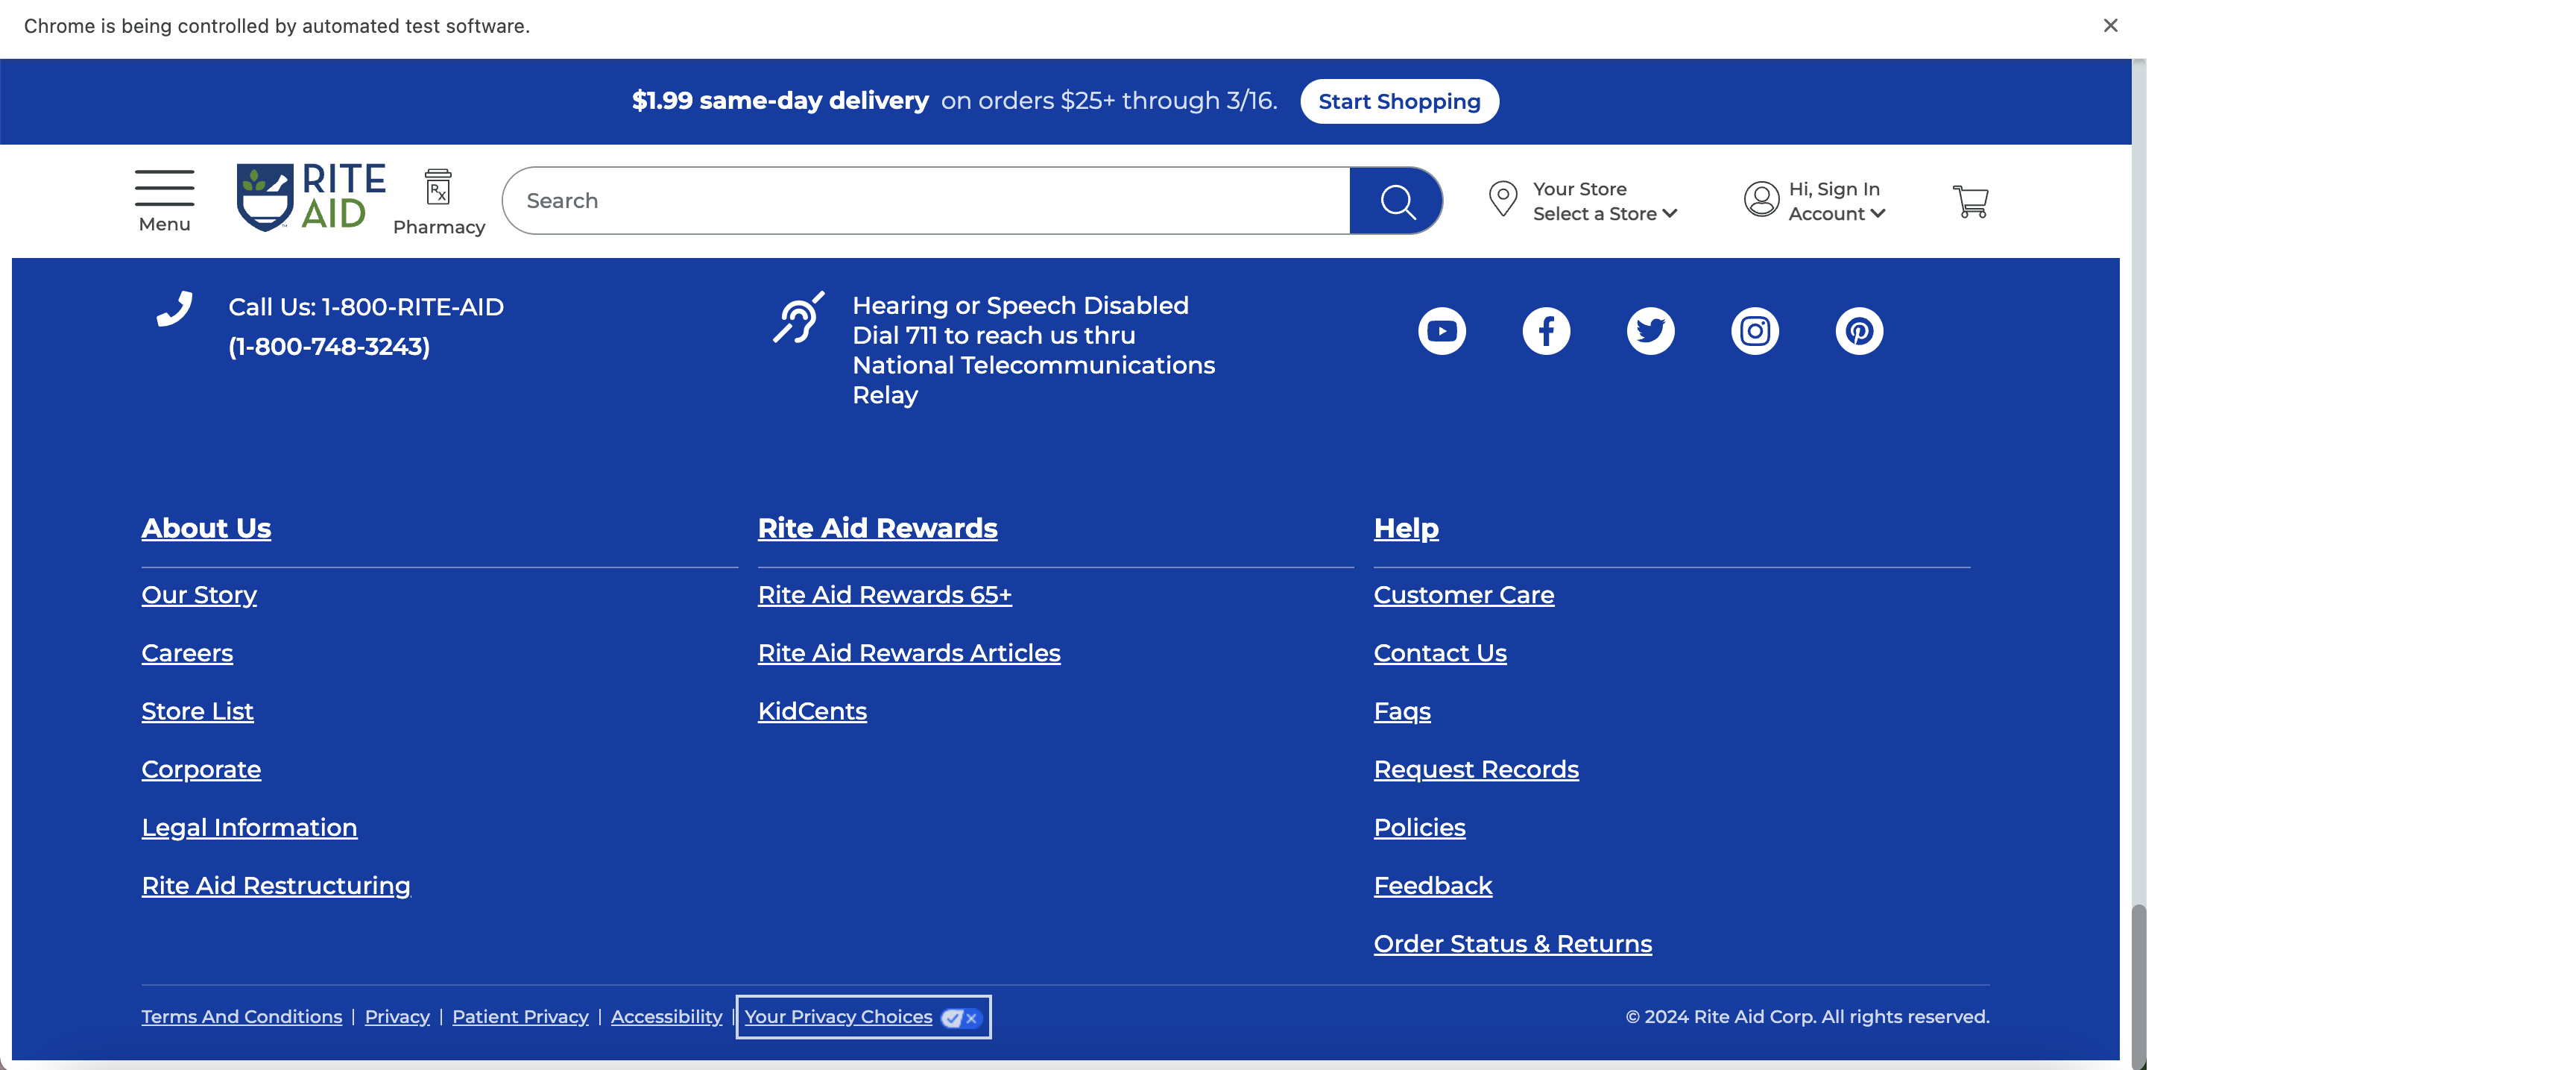 Chrome is being controlled by automated test software.
$1.99 same-day delivery on orders $25+ through 3/16. Start Shopping
Menu
RITE
AID
Rx
Pharmacy
Search
Your Store
Select a Store
Hi, Sign In
Account
Call Us: 1-800-RITE-AID
(1-800-748-3243)
Hearing or Speech Disabled
Dial 711 to reach us thru
National Telecommunications
Relay
About Us
Our Story
Careers
Store List
Corporate
Legal Information
Rite Aid Restructuring
Rite Aid Rewards
Rite Aid Rewards 65+
Rite Aid Rewards Articles
KidCents
Help
Customer Care
Contact Us
Faqs
Request Records
Policies
Feedback
Order Status & Returns
Terms And Conditions | Privacy | Patient Privacy | Accessibility | Your Privacy Choices
© 2024 Rite Aid Corp. All rights reserved.